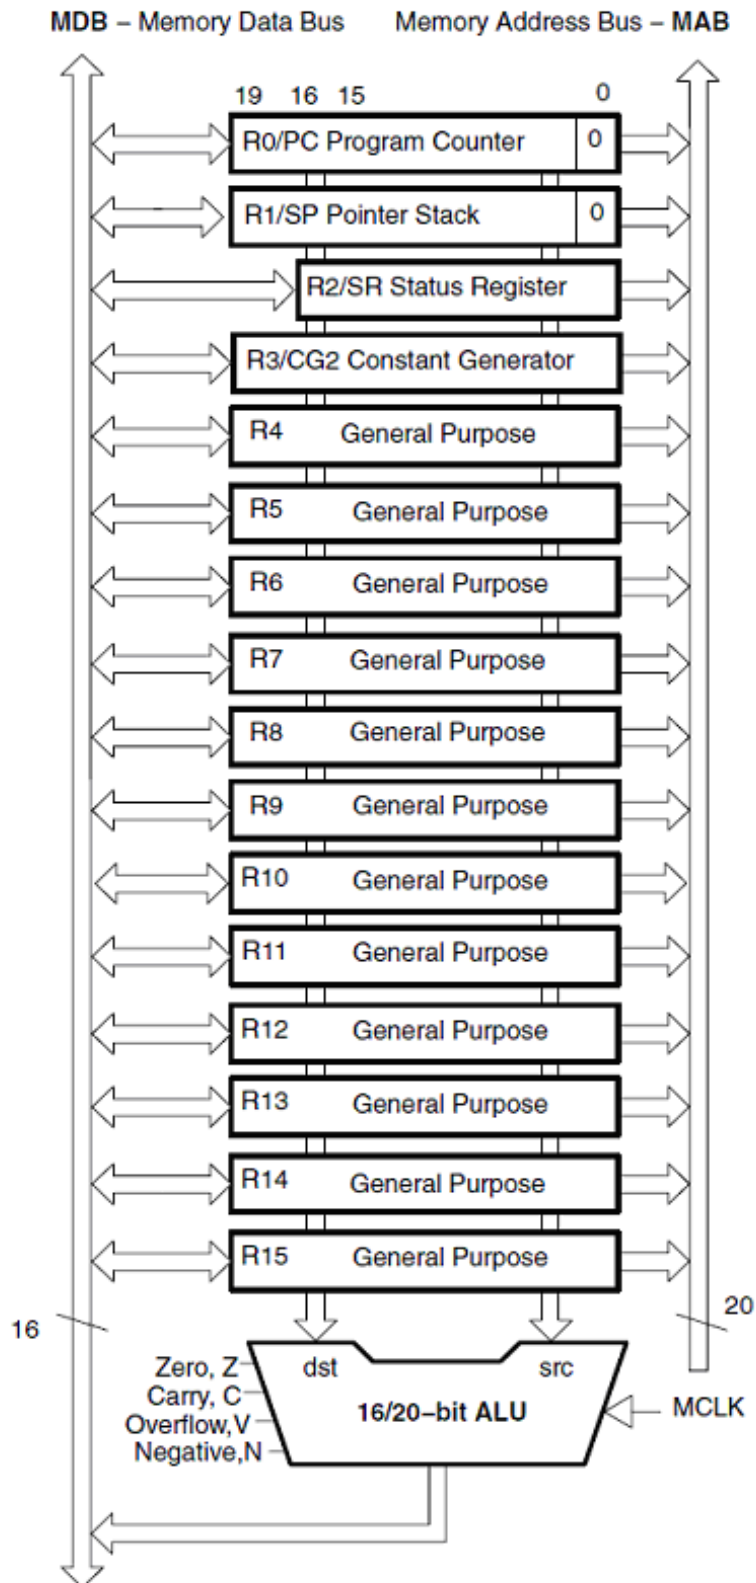 MDB – Memory Data Bus Memory Address Bus – MAB
19 16 15 0
R0/PC Program Counter 0
R1/SP Pointer Stack 0
R2/SR Status Register
R3/CG2 Constant Generator
R4 General Purpose
R5 General Purpose
R6 General Purpose
R7 General Purpose
R8 General Purpose
R9 General Purpose
R10 General Purpose
R11 General Purpose
R12 General Purpose
R13 General Purpose
R14 General Purpose
R15 General Purpose
16 20
Zero, Z dst src
Carry, C 16/20–bit ALU MCLK
Overflow,V
Negative,N